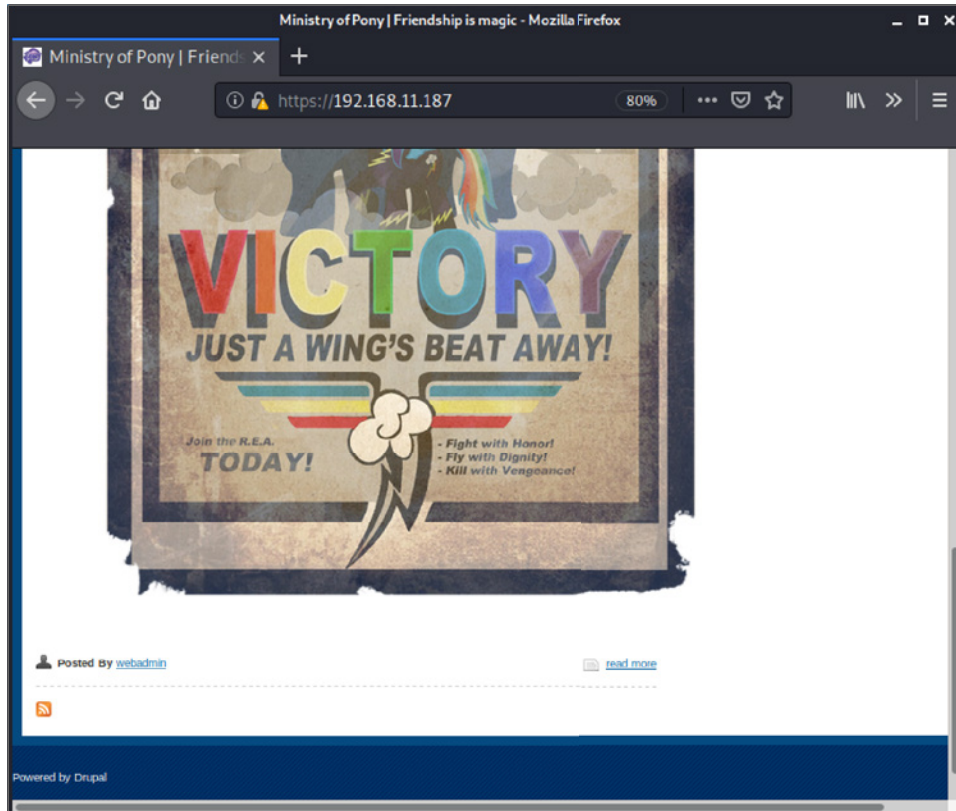 Ministry of Pony | Friendship is magic - Mozilla Firefox
Ministry of Pony | Friends
https://192.168.11.187
80%
VICTORY
JUST A WING'S BEAT AWAY!
Join the R.E.A.
TODAY!
- Fight with Honor!
- Fly with Dignity!
- Kill with Vengeance!
Posted By webadmin
read more
Powered by Drupal